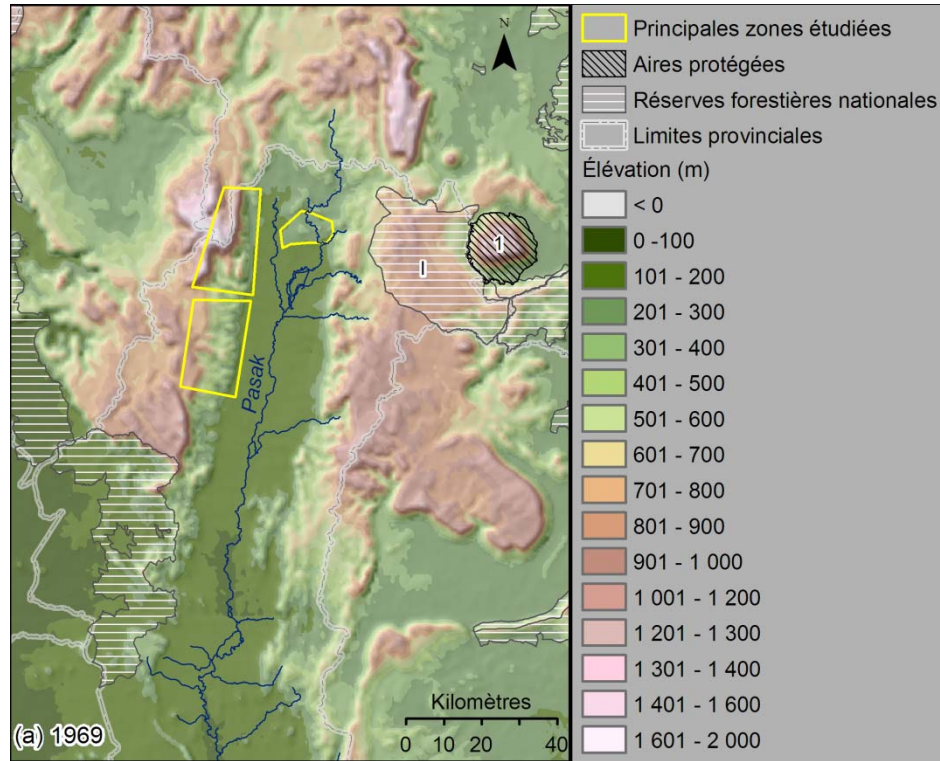 N
1
I
Pasak
Kilomètres
0 10 20 40
(a) 1969
Principales zones étudiées
Aires protégées
Réserves forestières nationales
Limites provinciales
Élévation (m)
< 0
0 -100
101 - 200
201 - 300
301 - 400
401 - 500
501 - 600
601 - 700
701 - 800
801 - 900
901 - 1 000
1 001 - 1 200
1 201 - 1 300
1 301 - 1 400
1 401 - 1 600
1 601 - 2 000